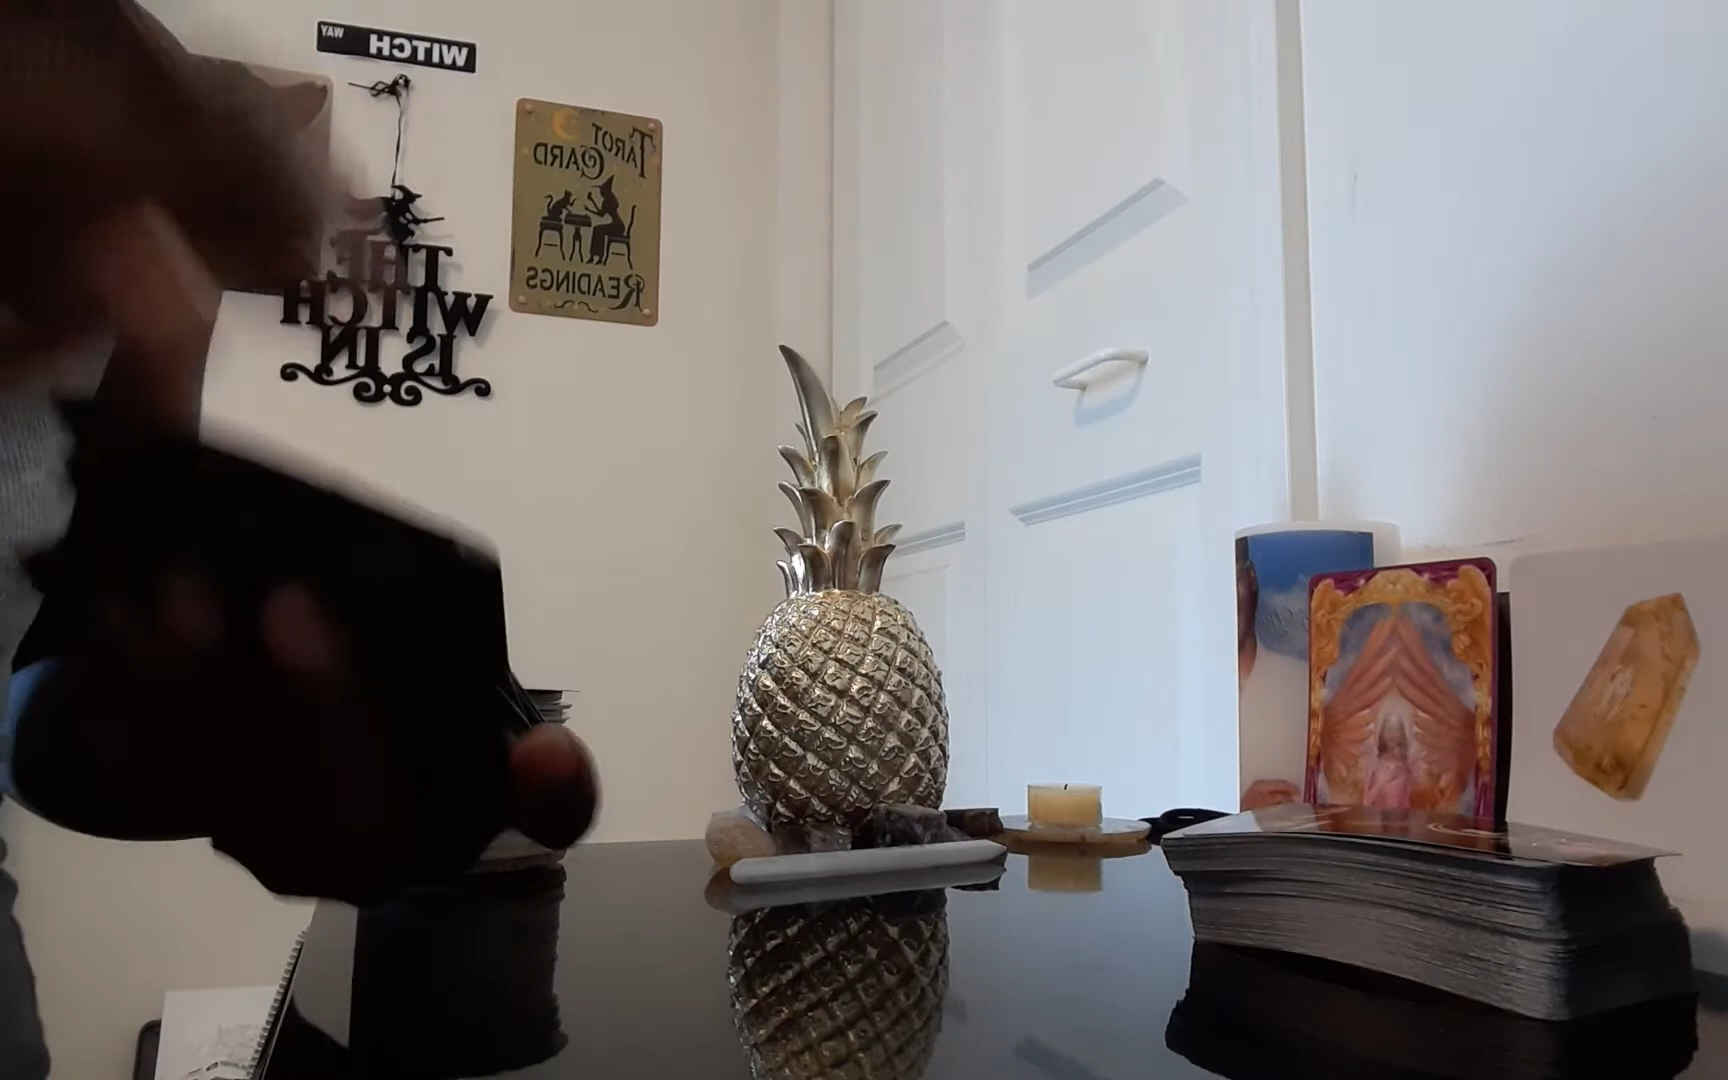 WITCH WAY
TAROT
CARD
READINGS
THE
WITCH
IS IN